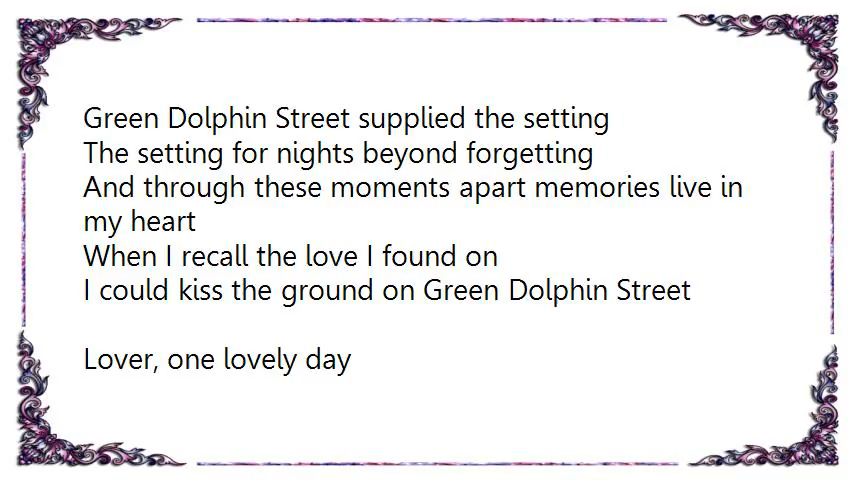 Green Dolphin Street supplied the setting
The setting for nights beyond forgetting
And through these moments apart memories live in
my heart
When I recall the love I found on
I could kiss the ground on Green Dolphin Street

Lover, one lovely day